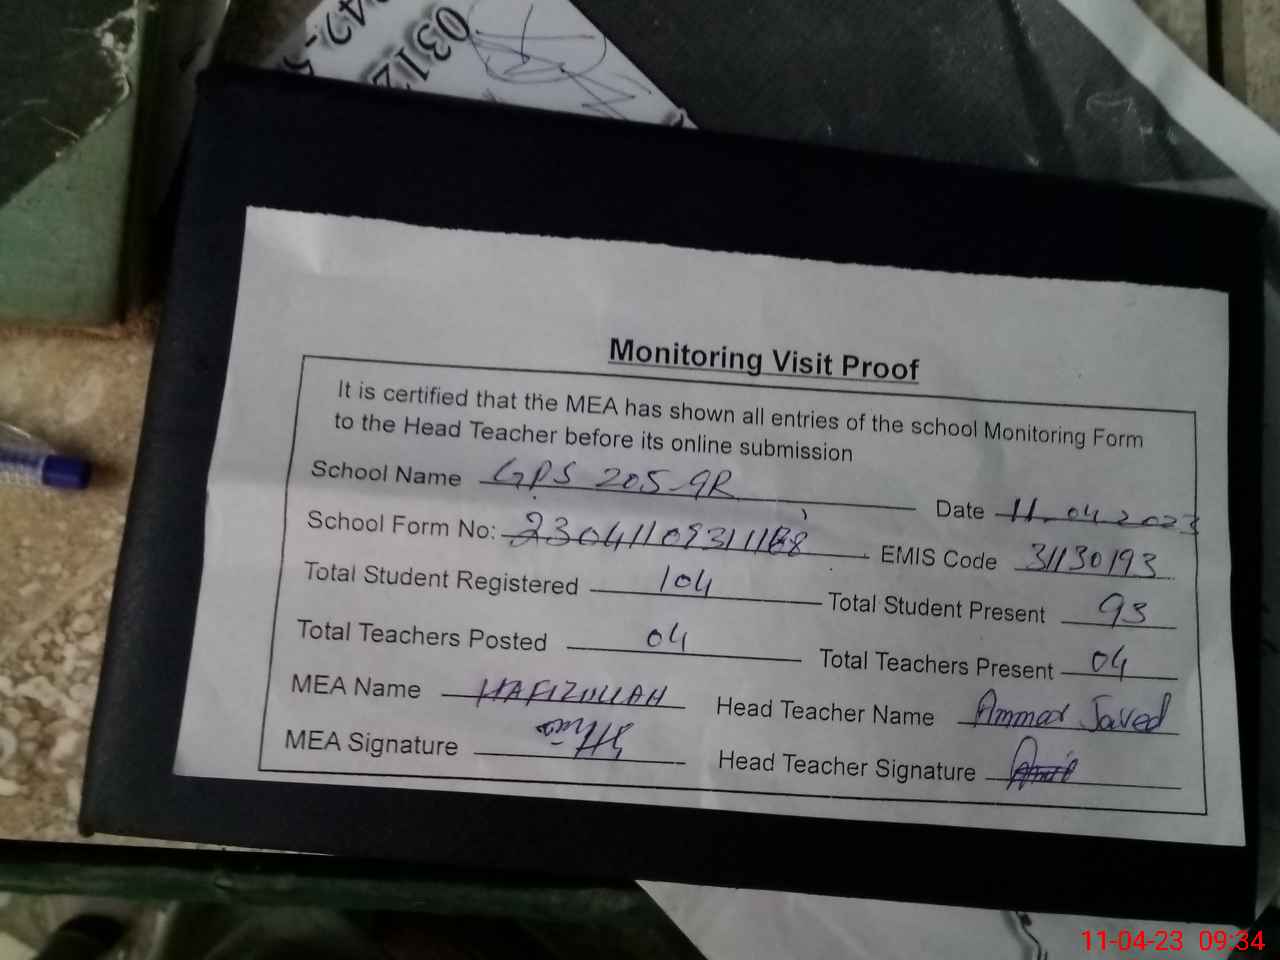 0312
Monitoring Visit Proof
It is certified that the MEA has shown all entries of the school Monitoring Form
to the Head Teacher before its online submission
School Name GPS 205-9R Date 11.04.2023
School Form No: EMIS Code 31130193
Total Student Registered 104 Total Student Present 93
Total Teachers Posted 04 Total Teachers Present 04
MEA Name HAFIZULLAH Head Teacher Name Ammar Javed
MEA Signature Head Teacher Signature
11-04-23 09:34